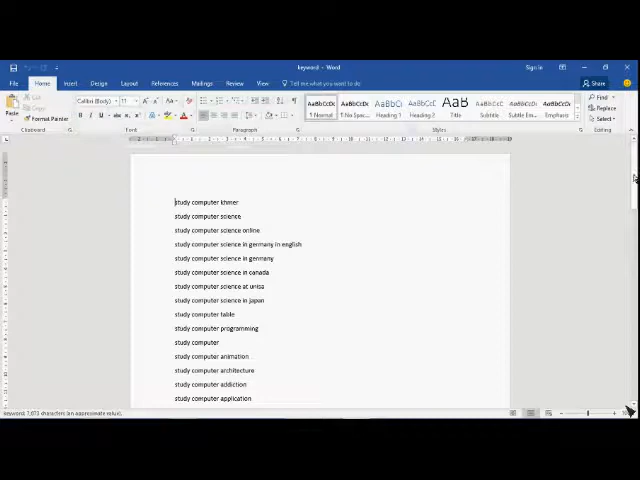 keyword - Word
Sign in
File Home Insert Design Layout References Mailings Review View Tell me what you want to do
Share
Cut
Copy
Paste
Format Painter
Calibri (Body) 11
AaBbCcDc AaBbCcDc AaBbCc AaBbCc AaB AaBbCcD AaBbCcDc AaBbCcDc
¶ Normal ¶ No Spac... Heading 1 Heading 2 Title Subtitle Subtle Em... Emphasis
Find
Replace
Select
Clipboard Font Paragraph Styles Editing
study computer khmer
study computer science
study computer science online
study computer science in germany in english
study computer science in germany
study computer science in canada
study computer science at unisa
study computer science in japan
study computer table
study computer programming
study computer
study computer animation
study computer architecture
study computer addiction
study computer application
keyword: 7,073 characters (an approximate value).